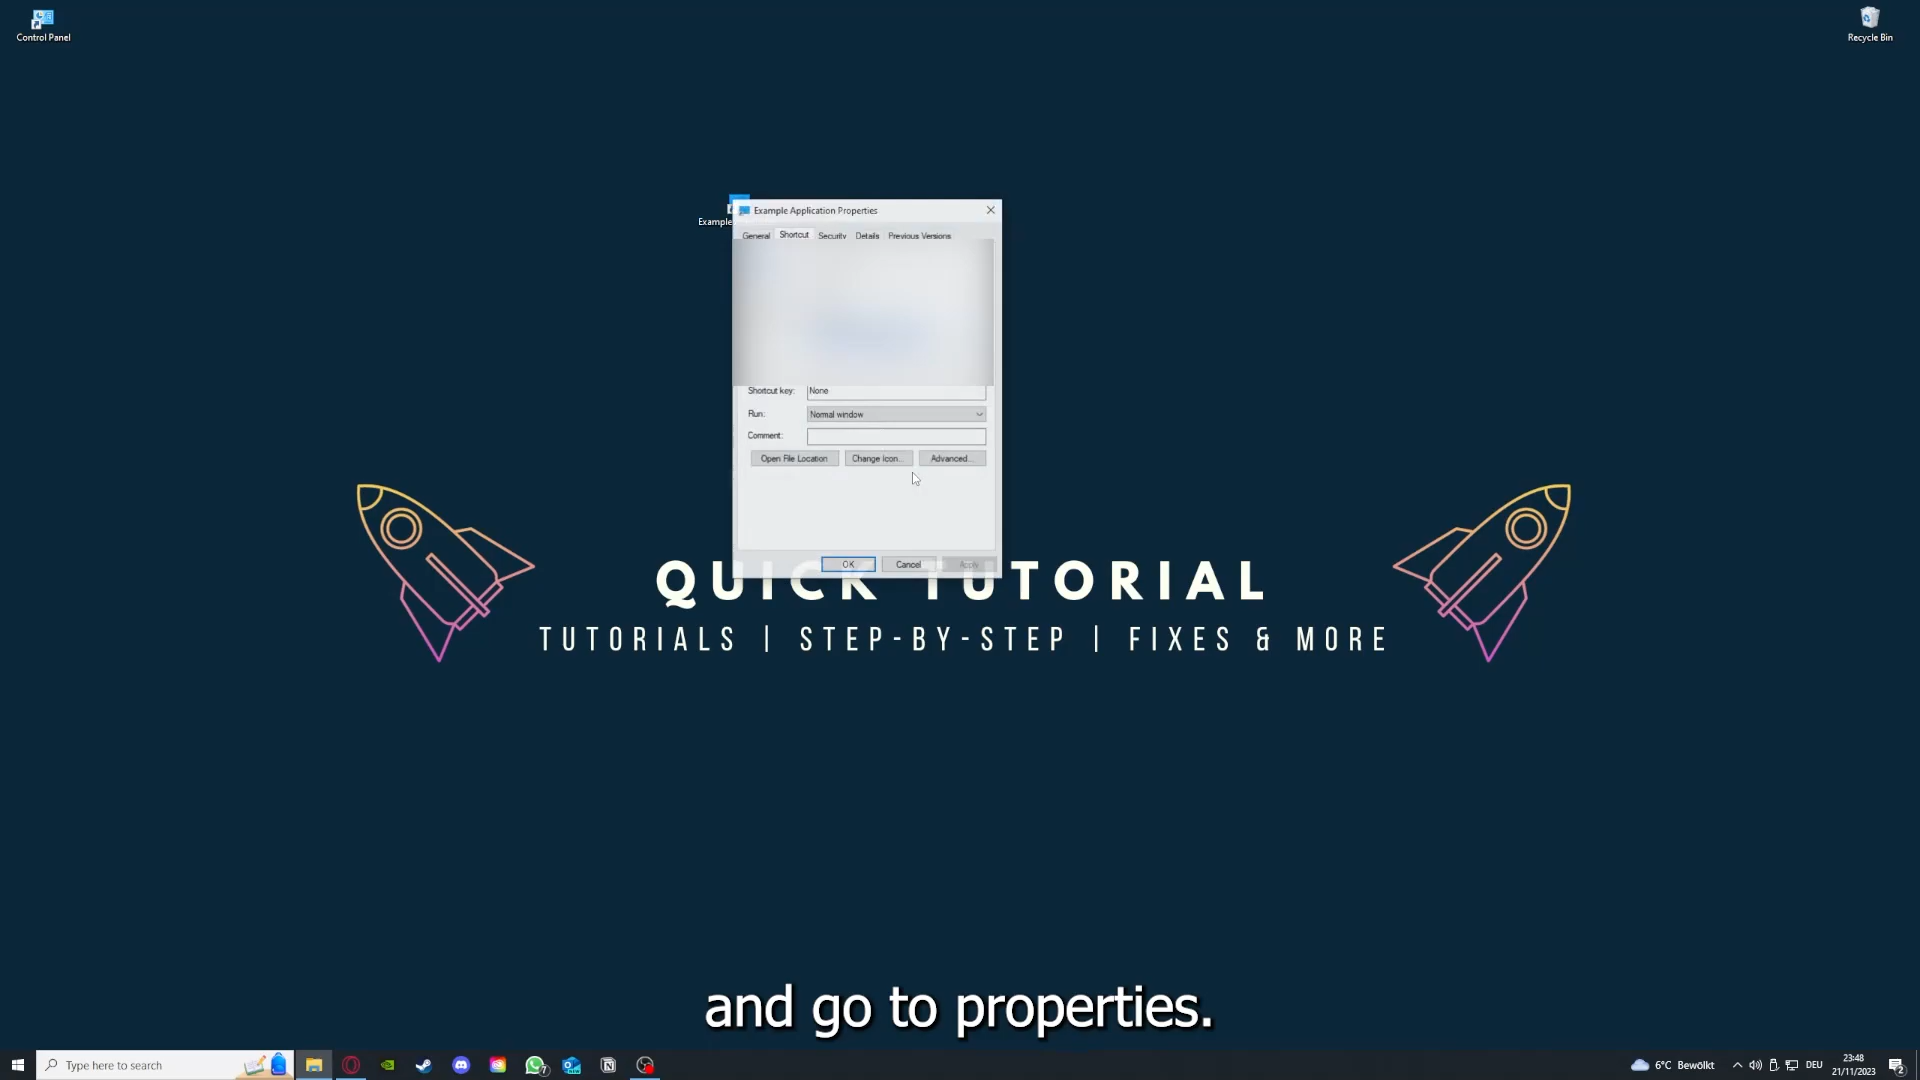 Control Panel
Recycle Bin
Example
Example Application Properties
General Shortcut Security Details Previous Versions
Shortcut key: None
Run: Normal window
Comment:
Open File Location Change Icon... Advanced...
OK Cancel Apply
QUICK TUTORIAL
TUTORIALS | STEP-BY-STEP | FIXES & MORE
and go to properties.
Type here to search
7
6°C Bewölkt
DEU
23:48
21/11/2023
2